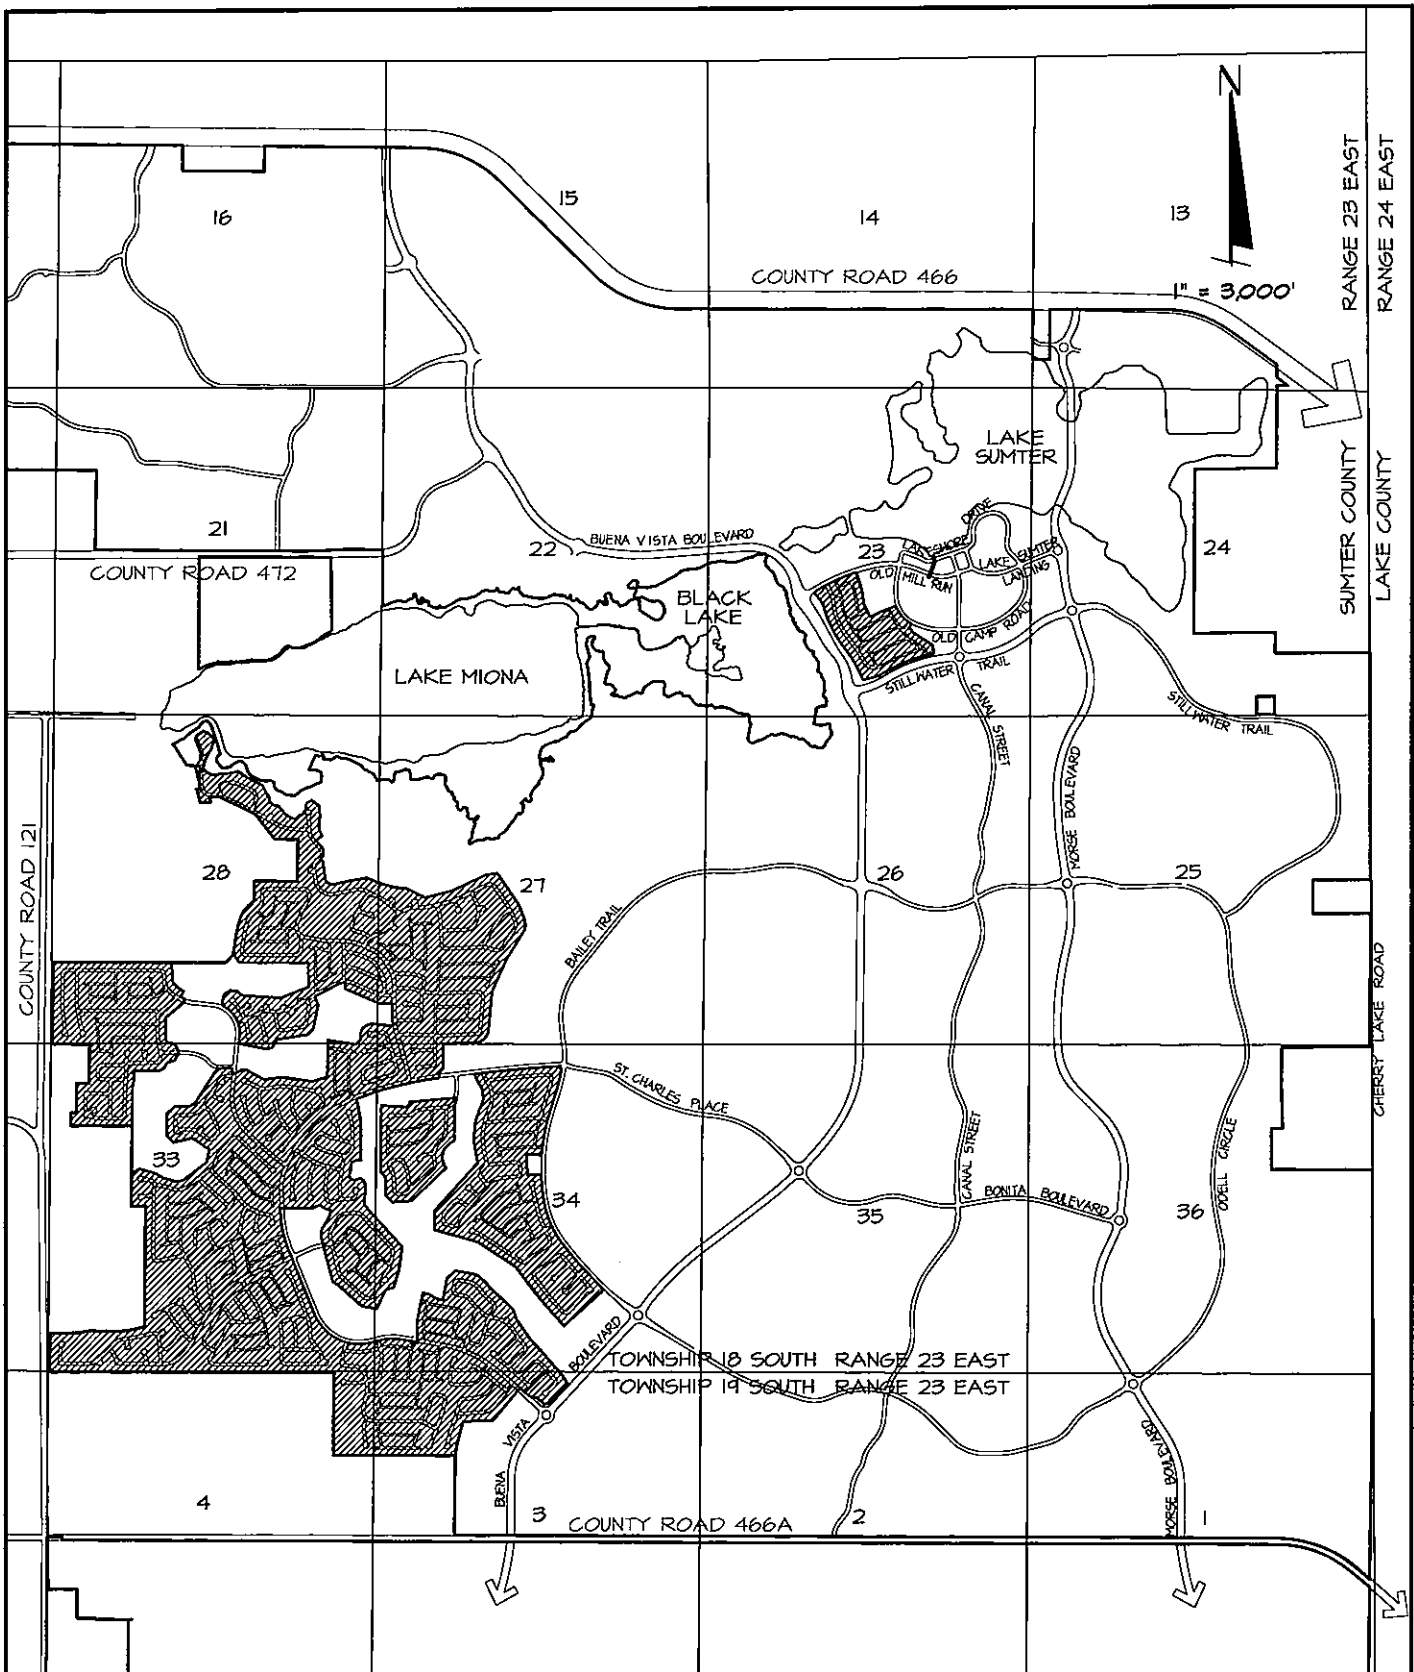 N
15
16
14
13
RANGE 23 EAST
RANGE 24 EAST
COUNTY ROAD 466
1" = 3,000'
LAKE
SUMTER
SUMTER COUNTY
LAKE COUNTY
DRIVE
21
22
BUENA VISTA BOULEVARD
23
LAKESHORE
LAKE SUMTER
LANDING
24
COUNTY ROAD 472
OLD MILL RUN
BLACK
LAKE
OLD CAMP ROAD
LAKE MIONA
STILLWATER TRAIL
CANAL STREET
STILLWATER TRAIL
MORSE BOULEVARD
COUNTY ROAD 121
28
27
26
25
BAILEY TRAIL
CHERRY LAKE ROAD
ST. CHARLES PLACE
CANAL STREET
ODELL CIRCLE
33
34
35
BONITA BOULEVARD
36
TOWNSHIP 18 SOUTH RANGE 23 EAST
TOWNSHIP 19 SOUTH RANGE 23 EAST
BUENA VISTA BOULEVARD
MORSE BOULEVARD
4
3
2
1
COUNTY ROAD 466A